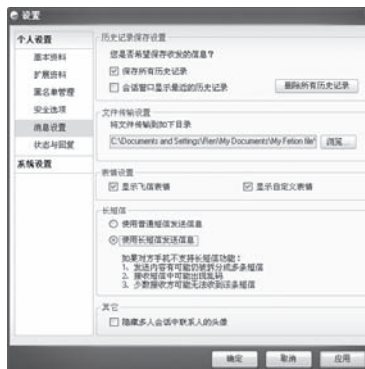 设置
个人设置
基本资料
扩展资料
黑名单管理
安全选项
消息设置
状态与回复
系统设置
历史记录保存设置
您是否希望保存收发的信息？
保存所有历史记录
会话窗口显示最近的历史记录
删除所有历史记录
文件传输设置
将文件传输到如下目录
C:\Documents and Settings\Ren\My Documents\My Fetion file\
浏览...
表情设置
显示飞信表情
显示自定义表情
长短信
使用普通短信发送信息
使用长短信发送信息
如果对方手机不支持长短信功能：
1、发送内容有可能仍被拆分成多条短信
2、接收短信中可能出现乱码
3、少数接收方可能无法收到该条短信
其它
隐藏多人会话中联系人的头像
确定
取消
应用